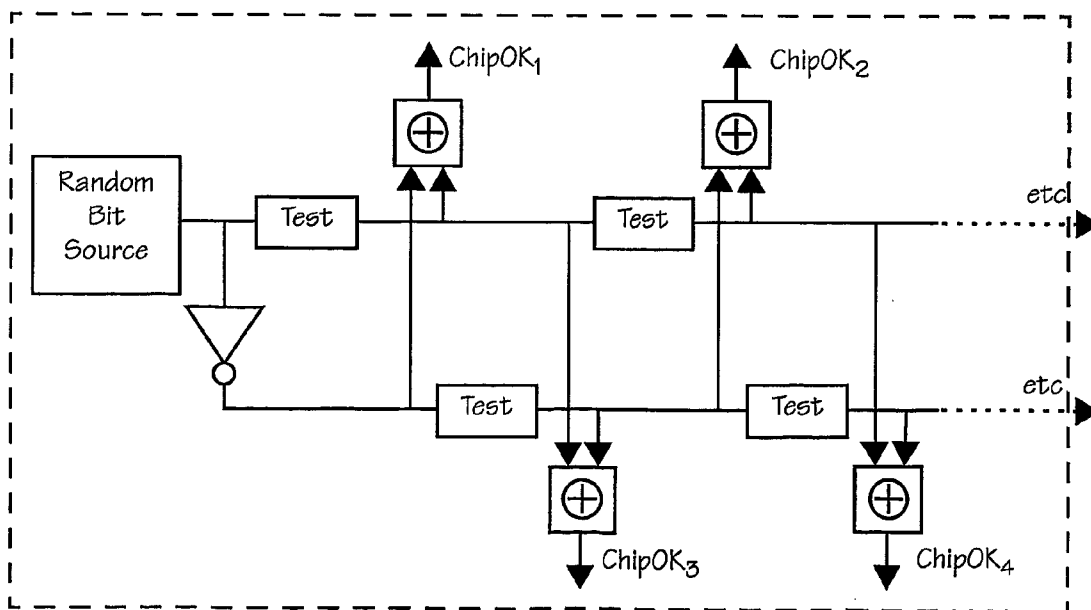 ChipOK1
ChipOK2
Random
Bit
Source
Test
Test
etc
Test
Test
etc
ChipOK3
ChipOK4